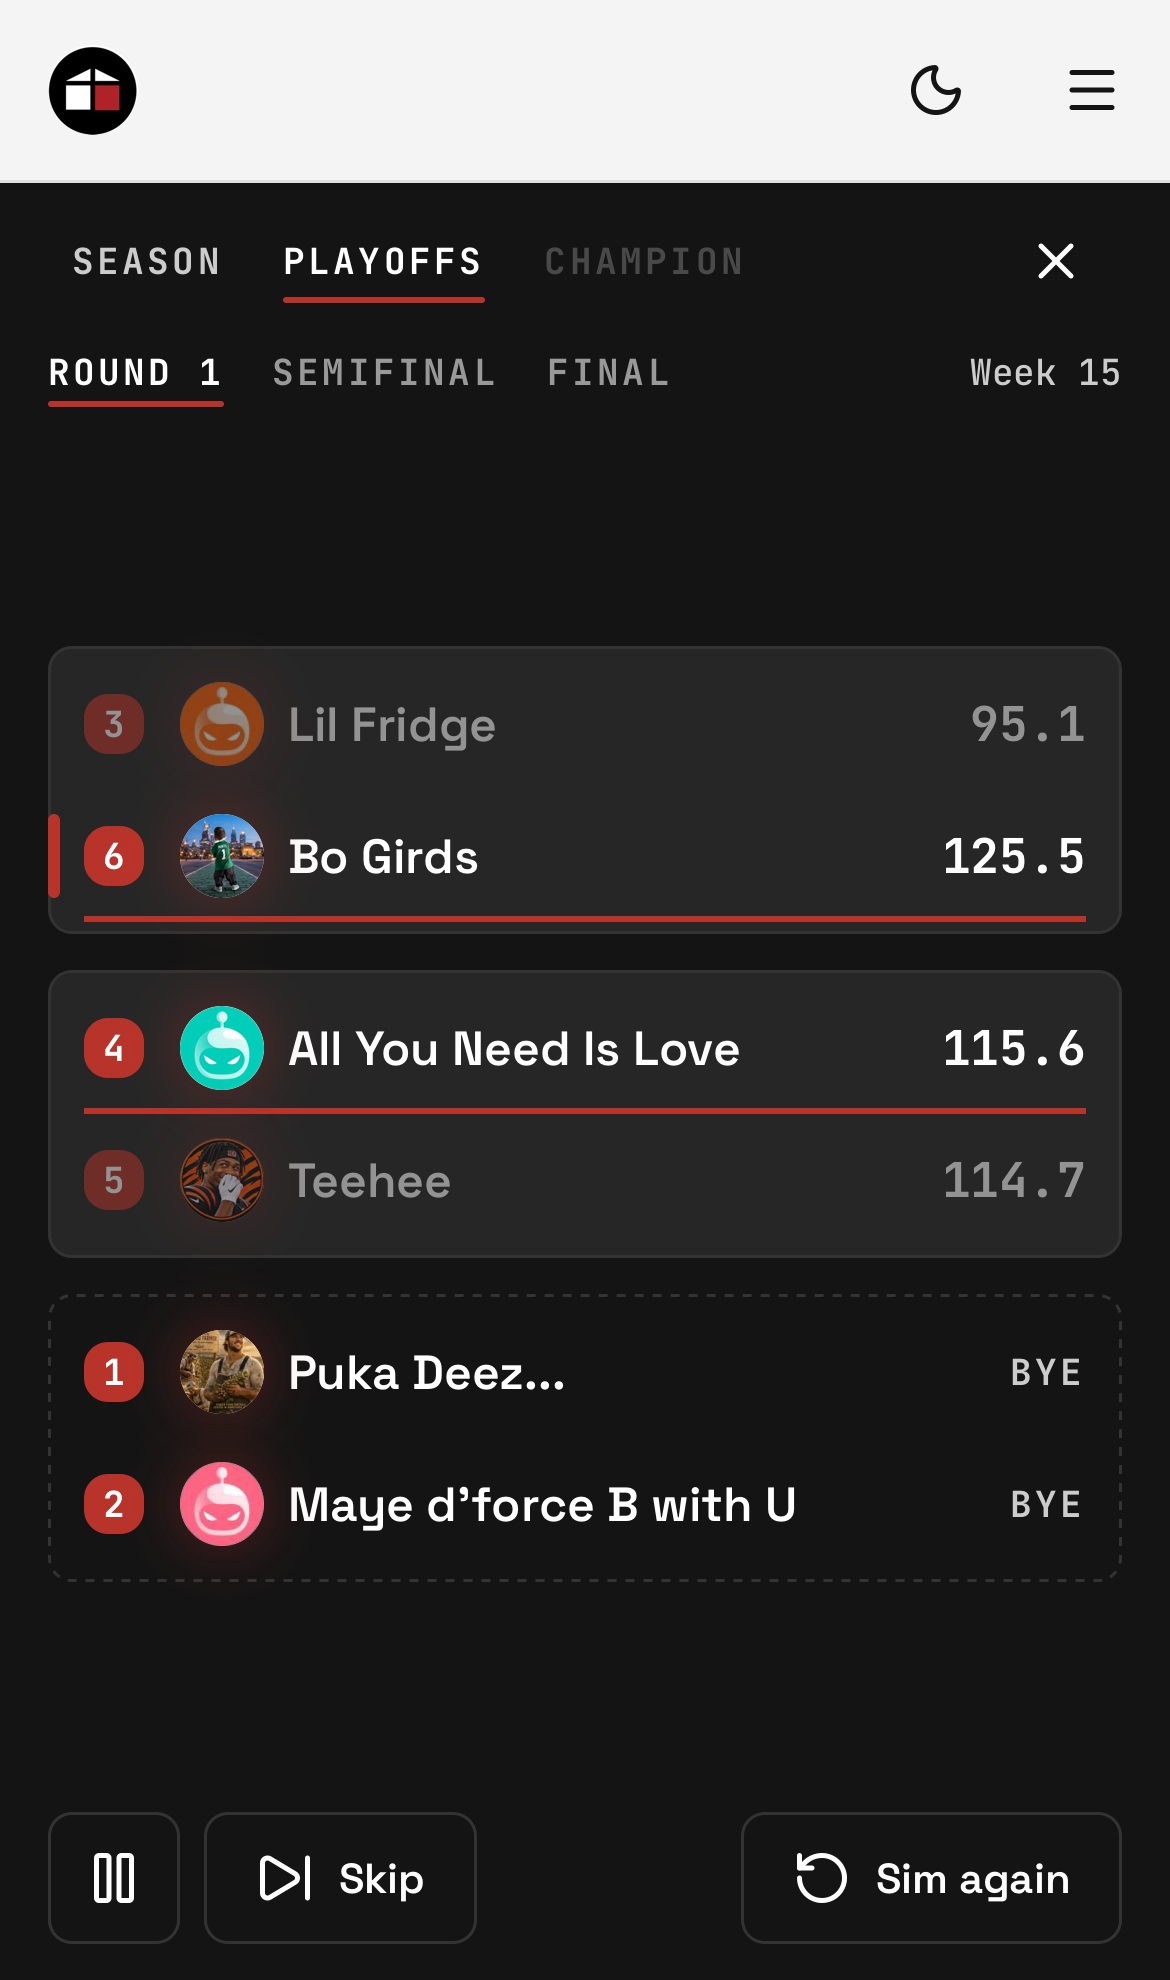 SEASON PLAYOFFS CHAMPION
ROUND 1 SEMIFINAL FINAL Week 15
3 Lil Fridge 95.1
6 Bo Girds 125.5
4 All You Need Is Love 115.6
5 Teehee 114.7
1 Puka Deez... BYE
2 Maye d'force B with U BYE
Skip Sim again